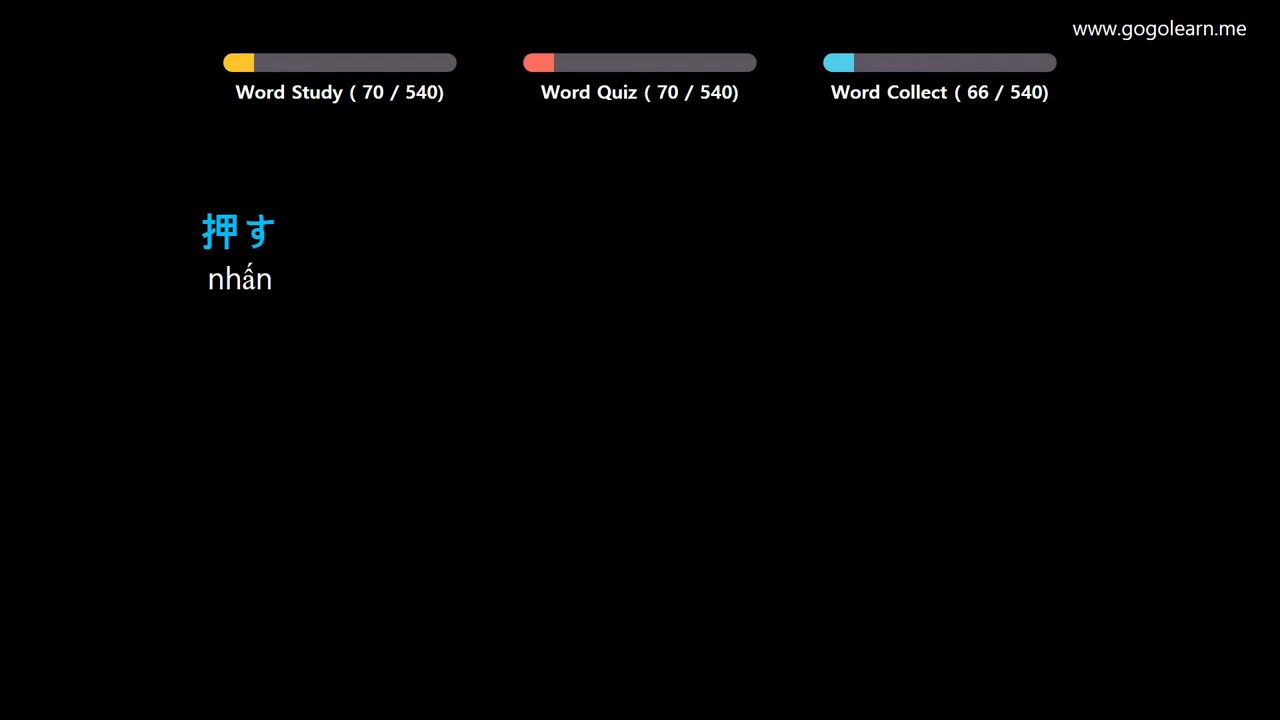 www.gogolearn.me
Word Study ( 70 / 540)
Word Quiz ( 70 / 540)
Word Collect ( 66 / 540)
押す
nhấn